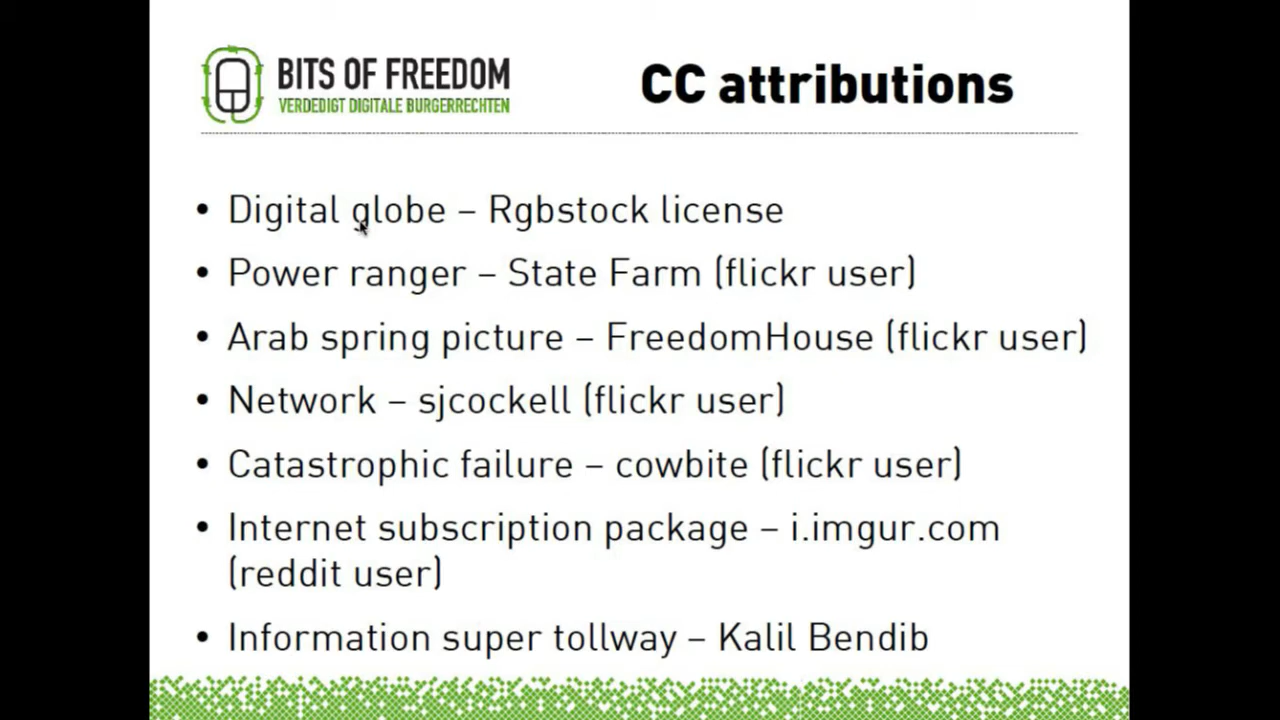 BITS OF FREEDOM
VERDEDIGT DIGITALE BURGERRECHTEN
CC attributions
• Digital globe – Rgbstock license
• Power ranger – State Farm (flickr user)
• Arab spring picture – FreedomHouse (flickr user)
• Network – sjcockell (flickr user)
• Catastrophic failure – cowbite (flickr user)
• Internet subscription package – i.imgur.com
(reddit user)
• Information super tollway – Kalil Bendib